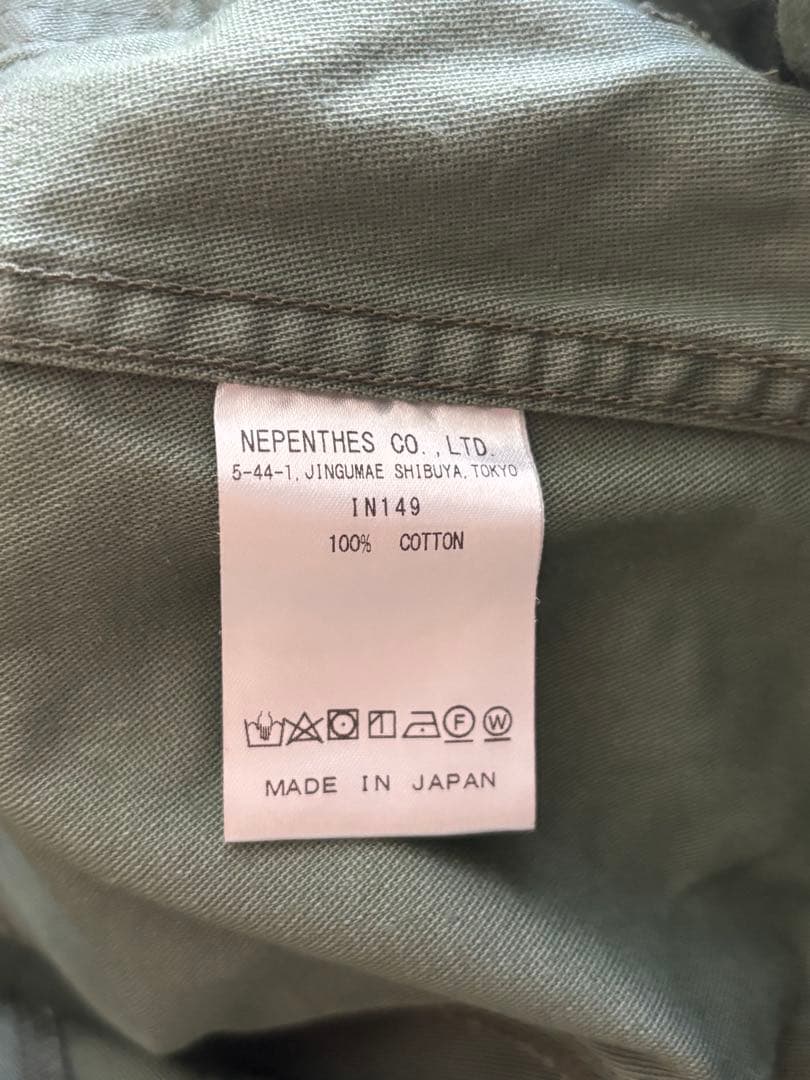 NEPENTHES CO.,LTD.
5-44-1, JINGUMAE SHIBUYA, TOKYO
IN149
100% COTTON
F W
MADE IN JAPAN